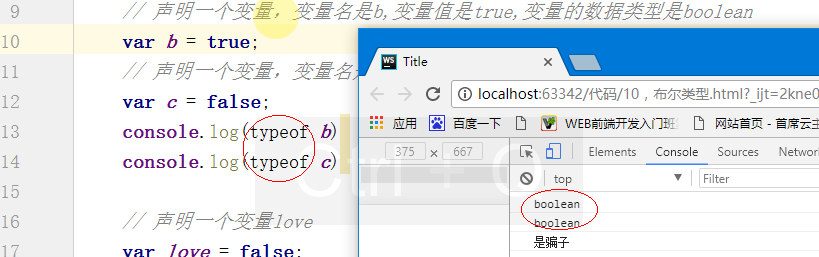 9 // 声明一个变量，变量名是b,变量值是true,变量的数据类型是boolean
10 var b = true;
11 // 声明一个变量，变量名是
12 var c = false;
13 console.log(typeof b)
14 console.log(typeof c)
15
16 // 声明一个变量love
17 var love = false;
WS
Title
localhost:63342/代码/10，布尔类型.html?_ijt=2kne0
应用 百度一下 WEB前端开发入门班 网站首页 - 首席云主
375 × 667
Elements Console Sources Network
top Filter
boolean
boolean
是骗子
Ctrl + Q